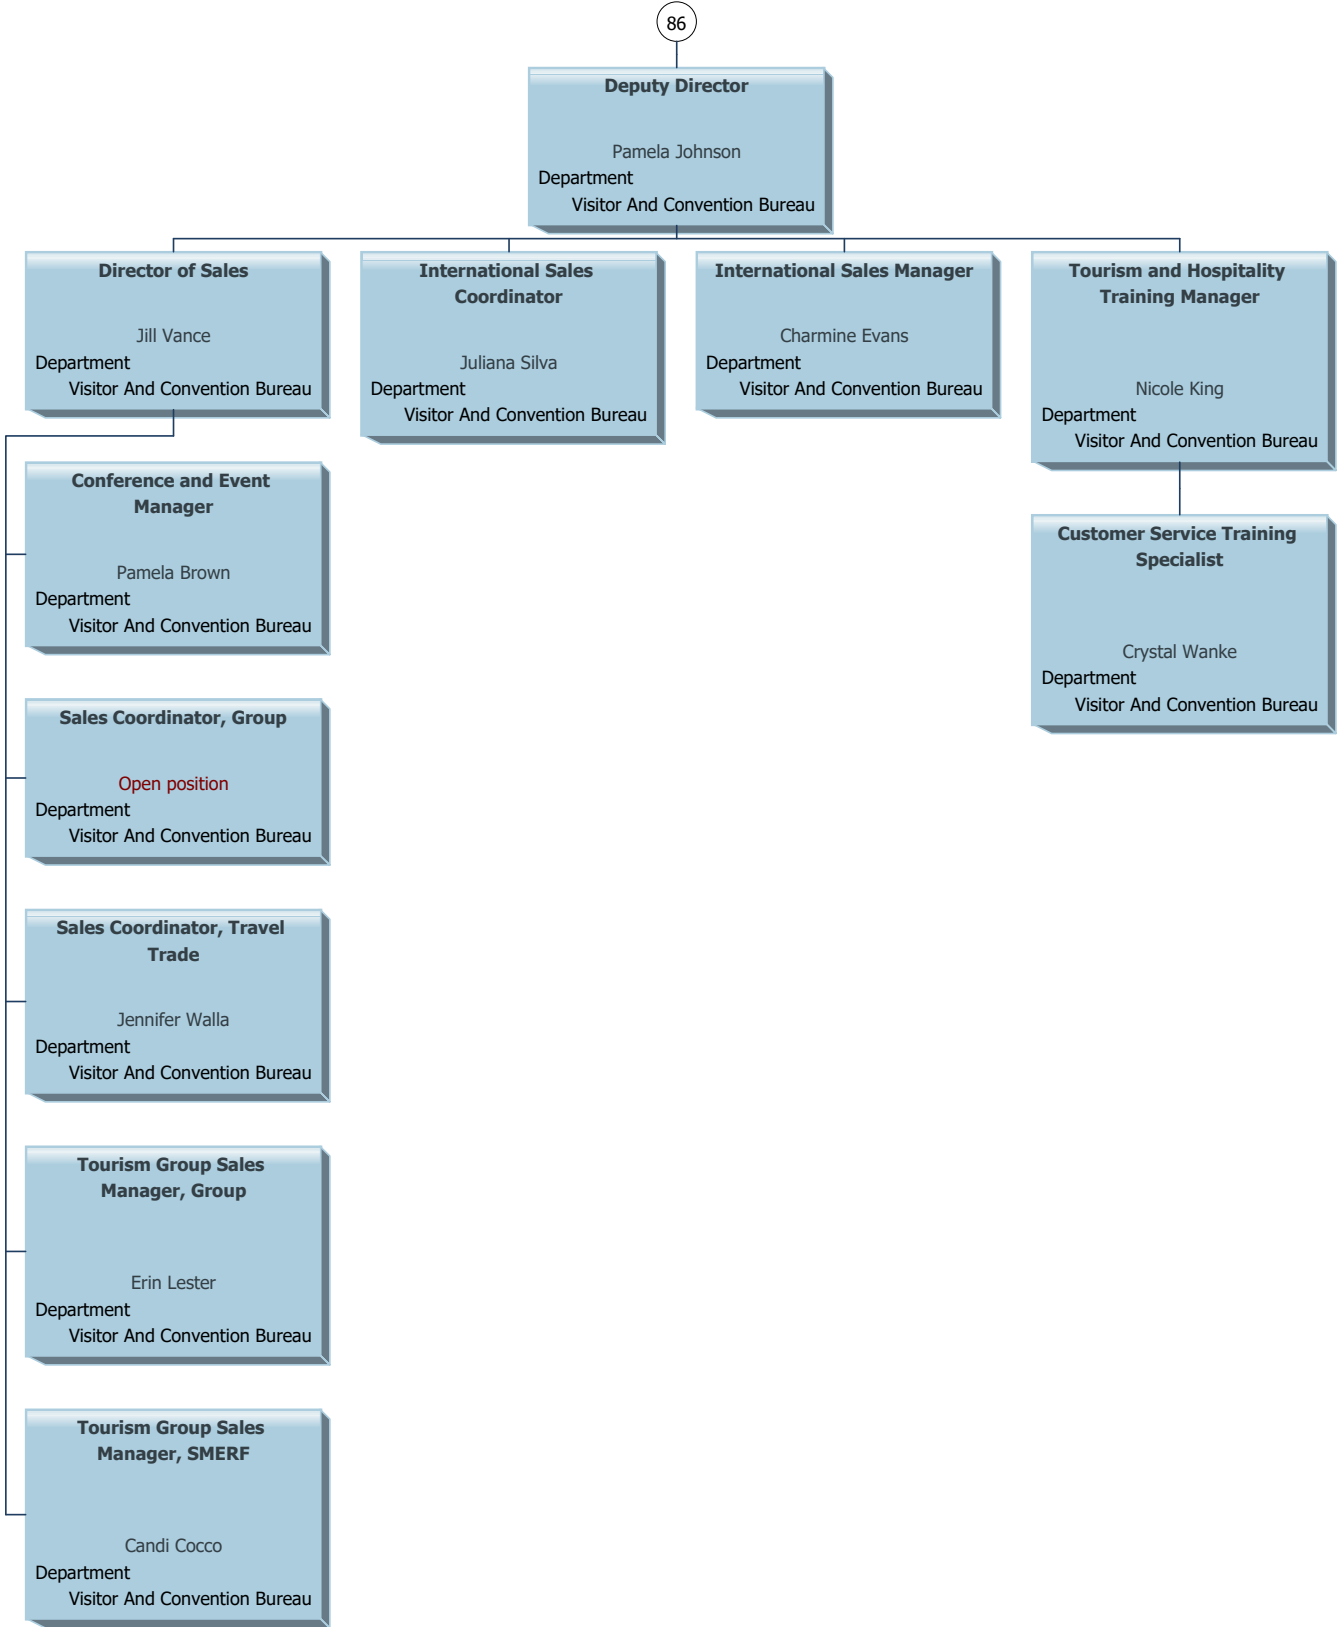 86
Deputy Director
Pamela Johnson
Department
Visitor And Convention Bureau
Director of Sales
Jill Vance
Department
Visitor And Convention Bureau
International Sales
Coordinator
Juliana Silva
Department
Visitor And Convention Bureau
International Sales Manager
Charmine Evans
Department
Visitor And Convention Bureau
Tourism and Hospitality
Training Manager
Nicole King
Department
Visitor And Convention Bureau
Conference and Event
Manager
Pamela Brown
Department
Visitor And Convention Bureau
Customer Service Training
Specialist
Crystal Wanke
Department
Visitor And Convention Bureau
Sales Coordinator, Group
Open position
Department
Visitor And Convention Bureau
Sales Coordinator, Travel
Trade
Jennifer Walla
Department
Visitor And Convention Bureau
Tourism Group Sales
Manager, Group
Erin Lester
Department
Visitor And Convention Bureau
Tourism Group Sales
Manager, SMERF
Candi Cocco
Department
Visitor And Convention Bureau